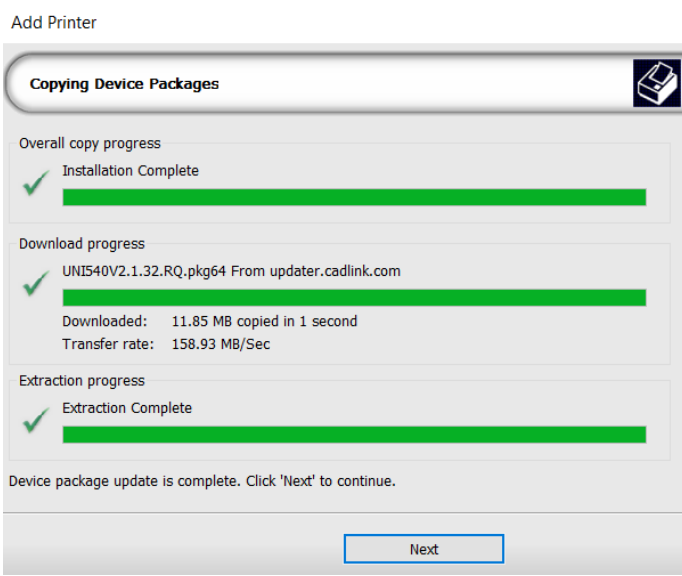 Add Printer
Copying Device Packages
Overall copy progress
Installation Complete
Download progress
UNI540V2.1.32.RQ.pkg64 From updater.cadlink.com
Downloaded: 11.85 MB copied in 1 second
Transfer rate: 158.93 MB/Sec
Extraction progress
Extraction Complete
Device package update is complete. Click 'Next' to continue.
Next